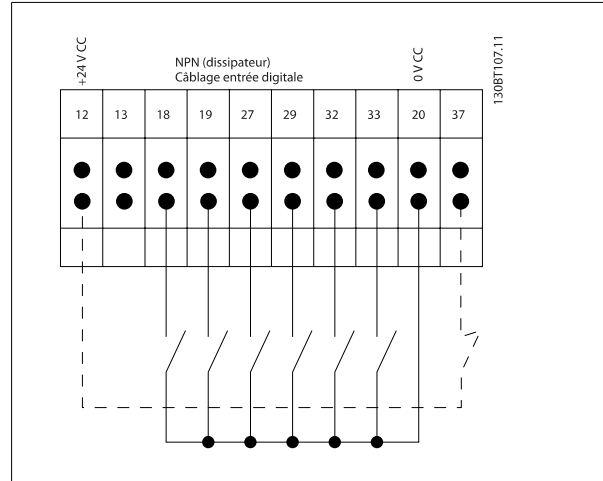 +24 V CC
NPN (dissipateur)
Câblage entrée digitale
0 V CC
130BT107.11
12 13 18 19 27 29 32 33 20 37